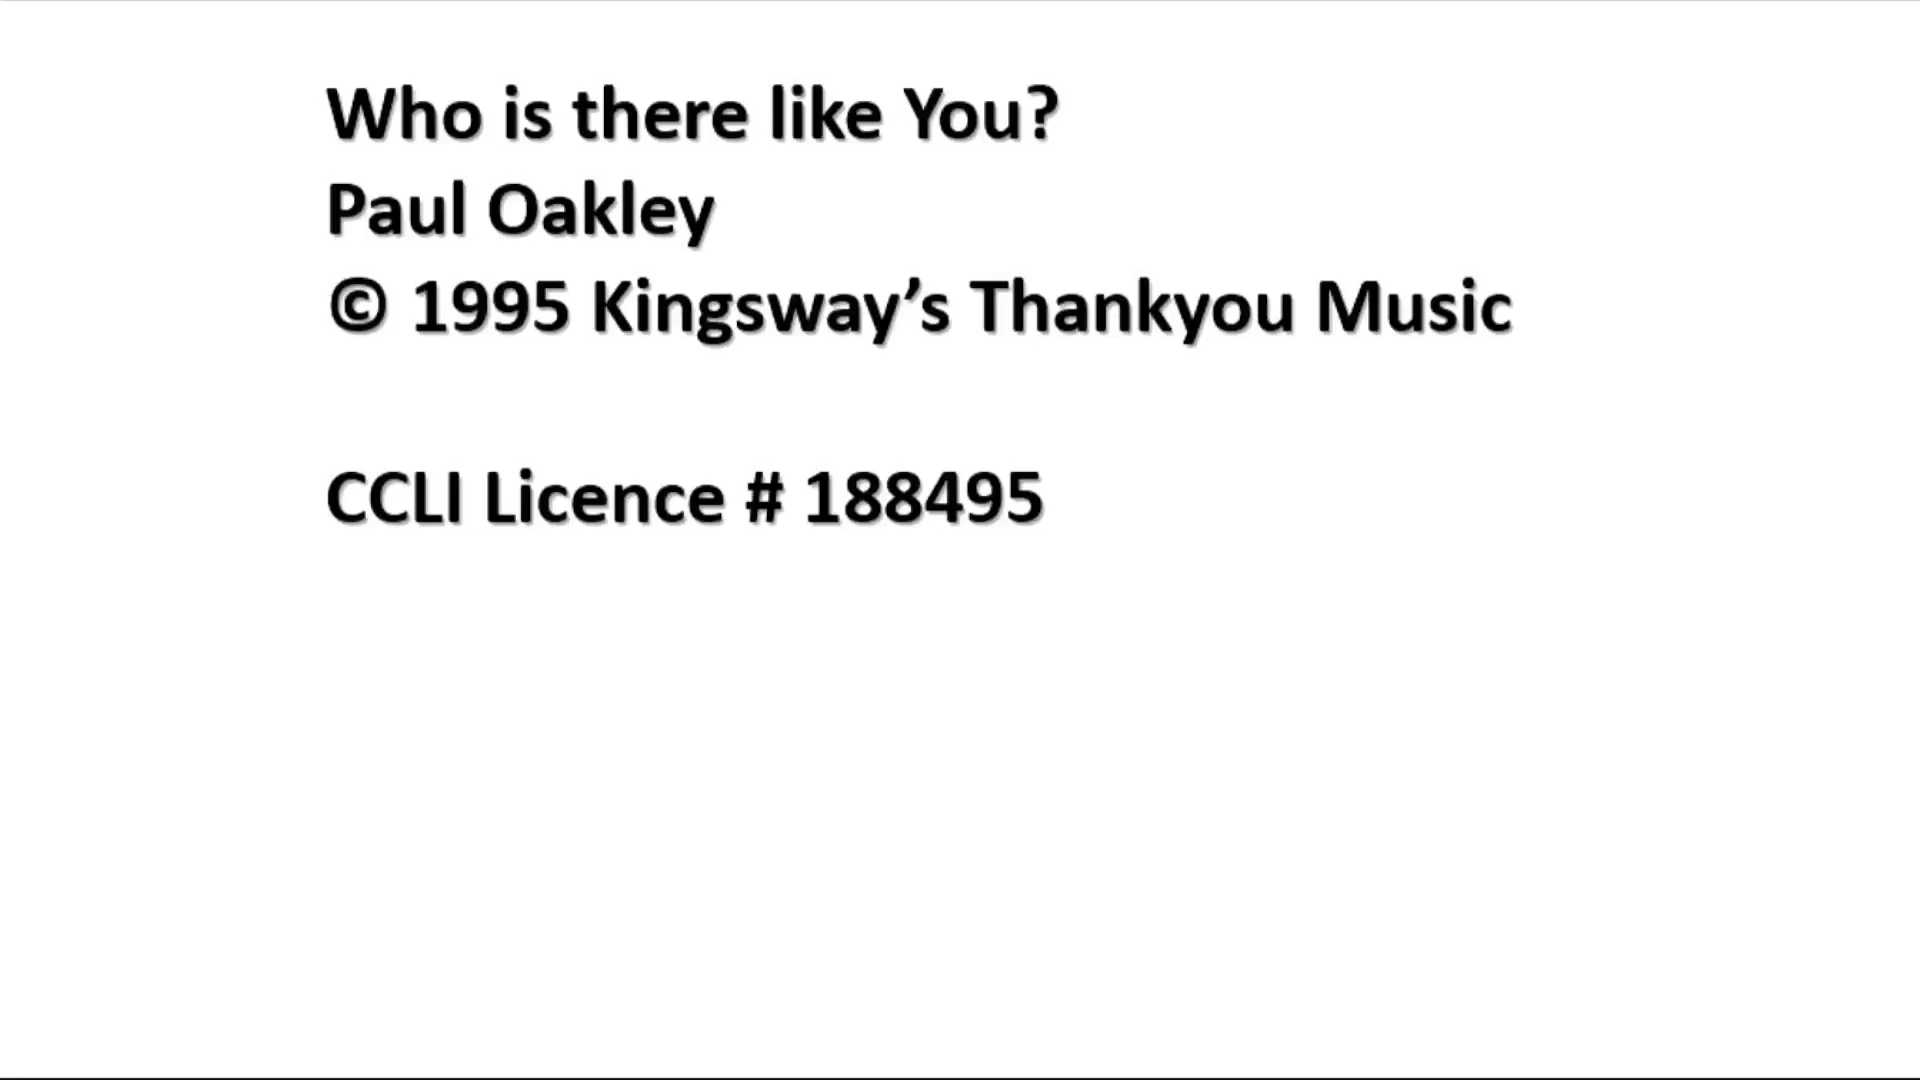 Who is there like You?
Paul Oakley
© 1995 Kingsway’s Thankyou Music
CCLI Licence # 188495